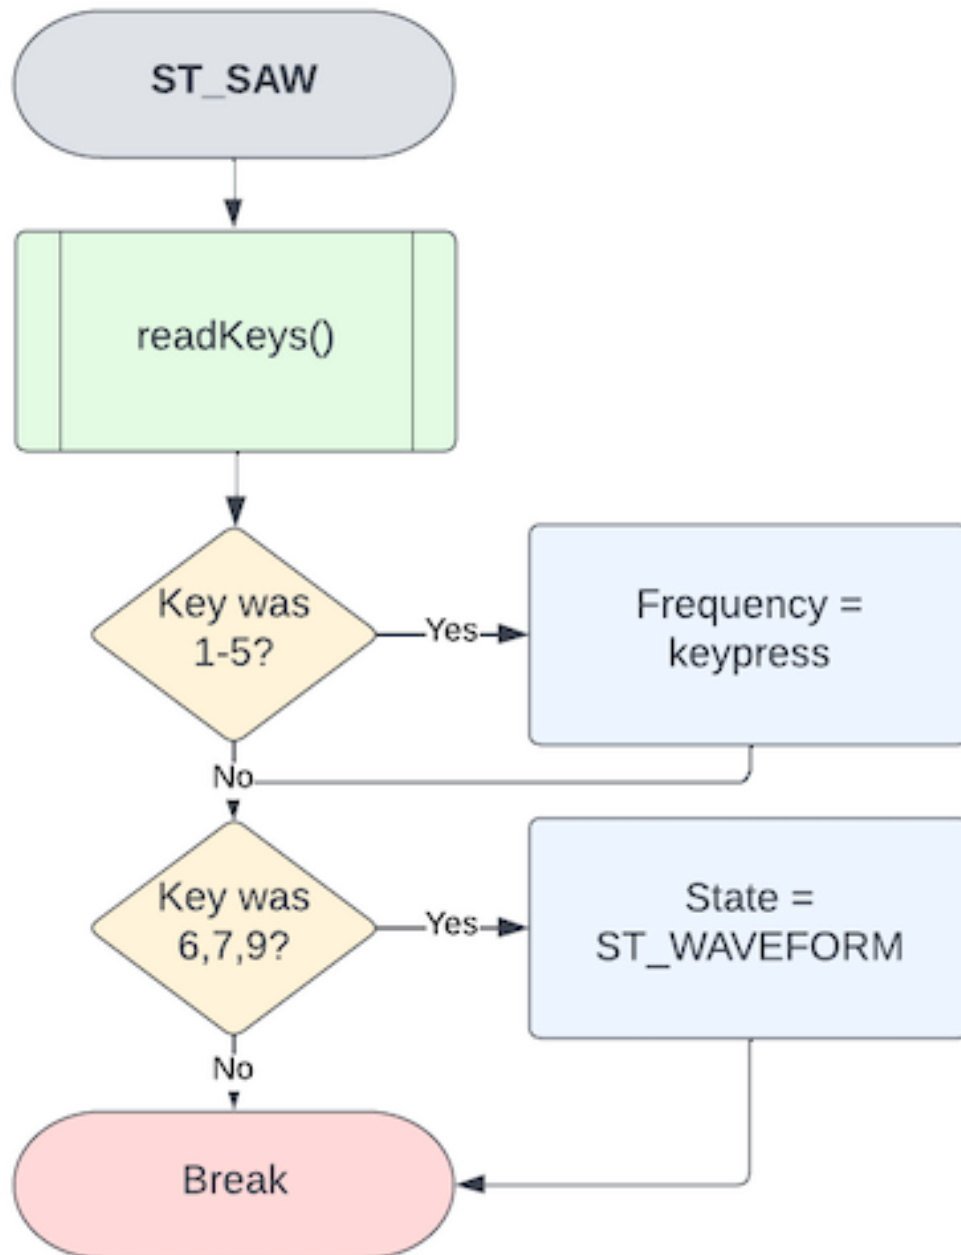 ST_SAW
readKeys()
Key was
1-5?
Yes
Frequency =
keypress
No
Key was
6,7,9?
Yes
State =
ST_WAVEFORM
No
Break